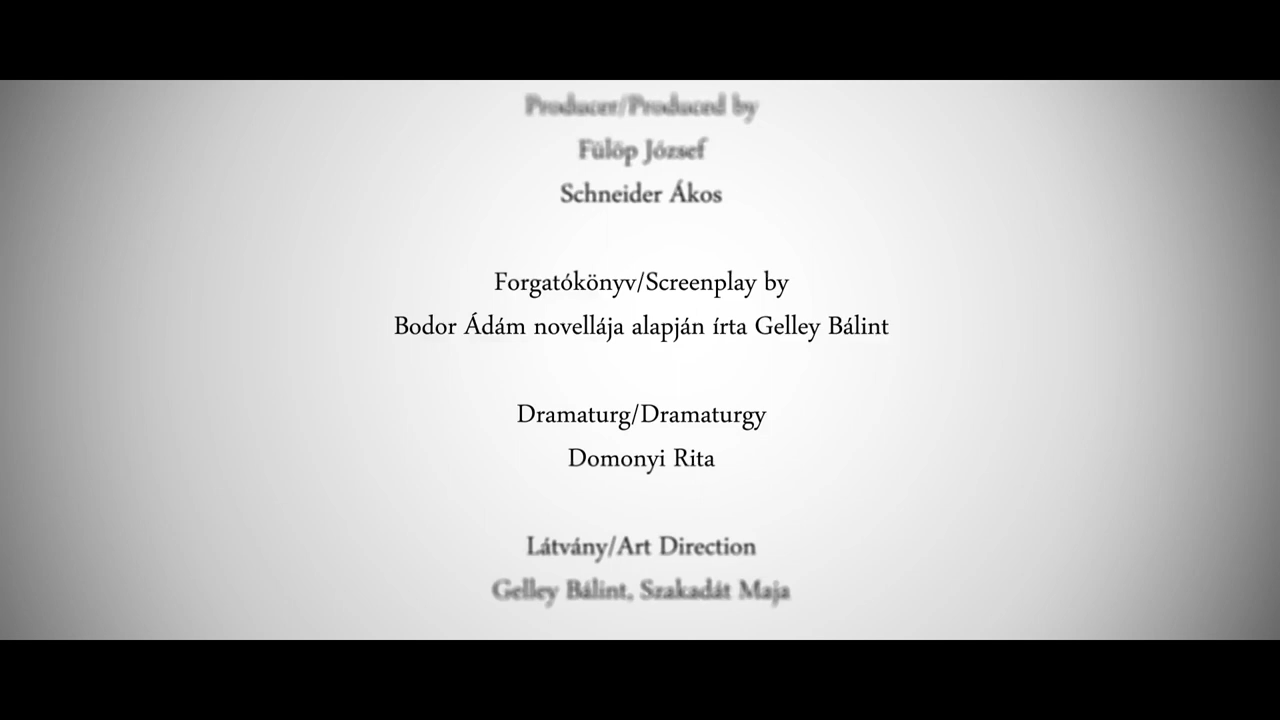 Producer/Produced by
Fülöp József
Schneider Ákos
Forgatókönyv/Screenplay by
Bodor Ádám novellája alapján írta Gelley Bálint
Dramaturg/Dramaturgy
Domonyi Rita
Látvány/Art Direction
Gelley Bálint, Szakadát Maja